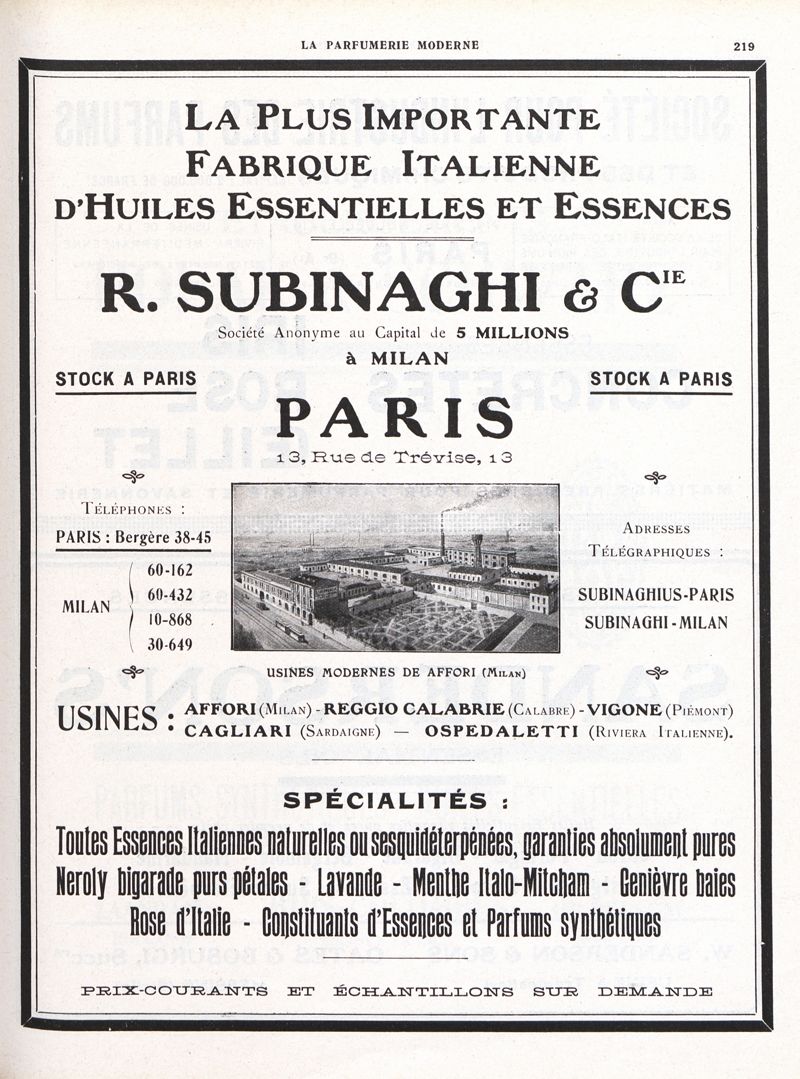 LA PARFUMERIE MODERNE 219
LA PLUS IMPORTANTE
FABRIQUE ITALIENNE
D'HUILES ESSENTIELLES ET ESSENCES
R. SUBINAGHI & CIE
Société Anonyme au Capital de 5 MILLIONS
à MILAN
STOCK A PARIS STOCK A PARIS
PARIS
13, Rue de Trévise, 13
TÉLÉPHONES :
PARIS : Bergère 38-45
MILAN
60-162
60-432
10-868
30-649
ADRESSES
TÉLÉGRAPHIQUES :
SUBINAGHIUS-PARIS
SUBINAGHI-MILAN
USINES MODERNES DE AFFORI (MILAN)
USINES : AFFORI (MILAN) - REGGIO CALABRIE (CALABRE) - VIGONE (PIÉMONT)
CAGLIARI (SARDAIGNE) — OSPEDALETTI (RIVIERA ITALIENNE).
SPÉCIALITÉS :
Toutes Essences Italiennes naturelles ou sesquidéterpénées, garanties absolument pures
Neroly bigarade purs pétales - Lavande - Menthe Italo-Mitcham - Genièvre baies
Rose d'Italie - Constituants d'Essences et Parfums synthétiques
PRIX-COURANTS ET ÉCHANTILLONS SUR DEMANDE